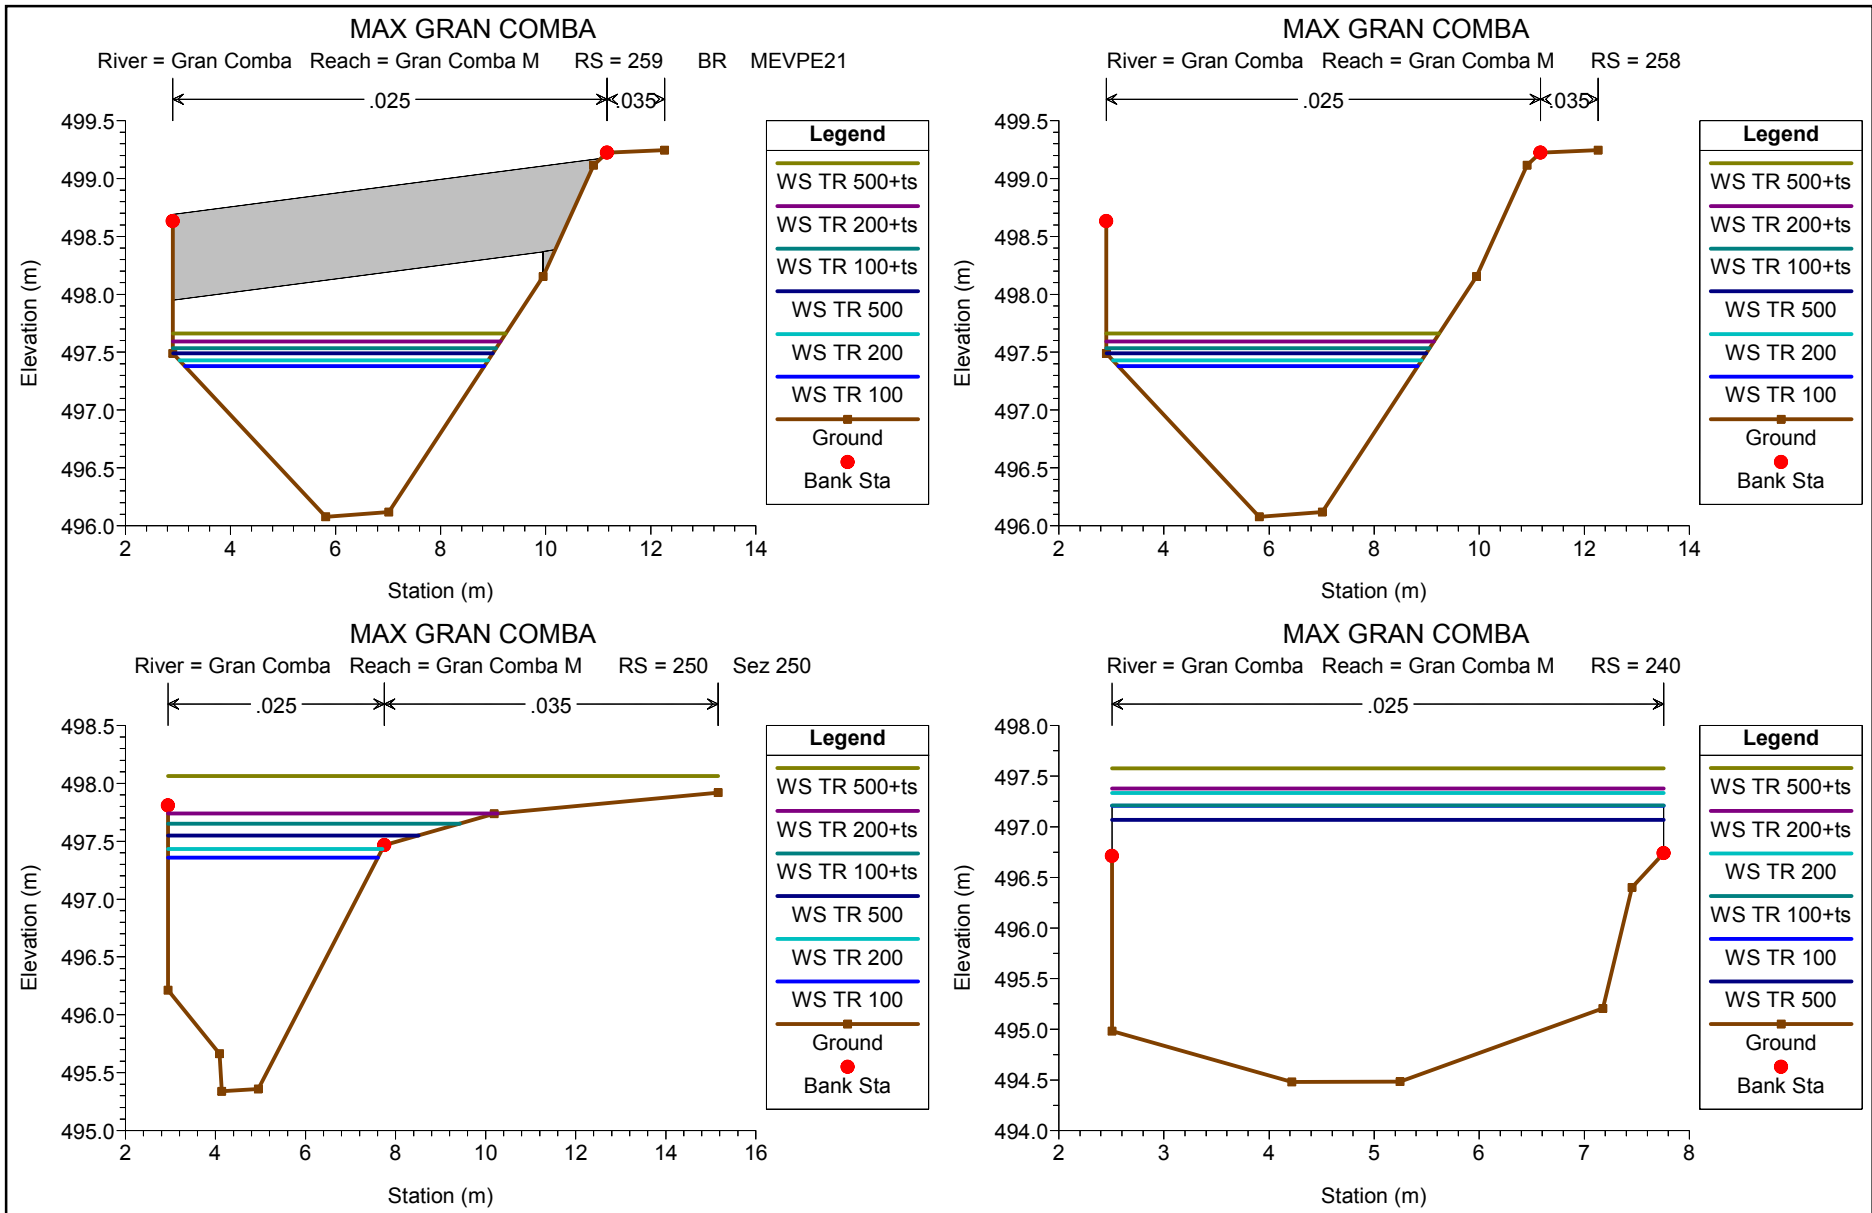 MAX GRAN COMBA
River = Gran Comba Reach = Gran Comba M RS = 259 BR MEVPE21
.025 .035
499.5
499.0
498.5
498.0
497.5
497.0
496.5
496.0
Elevation (m)
2 4 6 8 10 12 14
Station (m)
Legend
WS TR 500+ts
WS TR 200+ts
WS TR 100+ts
WS TR 500
WS TR 200
WS TR 100
Ground
Bank Sta
MAX GRAN COMBA
River = Gran Comba Reach = Gran Comba M RS = 258
.025 .035
499.5
499.0
498.5
498.0
497.5
497.0
496.5
496.0
Elevation (m)
2 4 6 8 10 12 14
Station (m)
Legend
WS TR 500+ts
WS TR 200+ts
WS TR 100+ts
WS TR 500
WS TR 200
WS TR 100
Ground
Bank Sta
MAX GRAN COMBA
River = Gran Comba Reach = Gran Comba M RS = 250 Sez 250
.025 .035
498.5
498.0
497.5
497.0
496.5
496.0
495.5
495.0
Elevation (m)
2 4 6 8 10 12 14 16
Station (m)
Legend
WS TR 500+ts
WS TR 200+ts
WS TR 100+ts
WS TR 500
WS TR 200
WS TR 100
Ground
Bank Sta
MAX GRAN COMBA
River = Gran Comba Reach = Gran Comba M RS = 240
.025
498.0
497.5
497.0
496.5
496.0
495.5
495.0
494.5
494.0
Elevation (m)
2 3 4 5 6 7 8
Station (m)
Legend
WS TR 500+ts
WS TR 200+ts
WS TR 200
WS TR 100+ts
WS TR 100
WS TR 500
Ground
Bank Sta